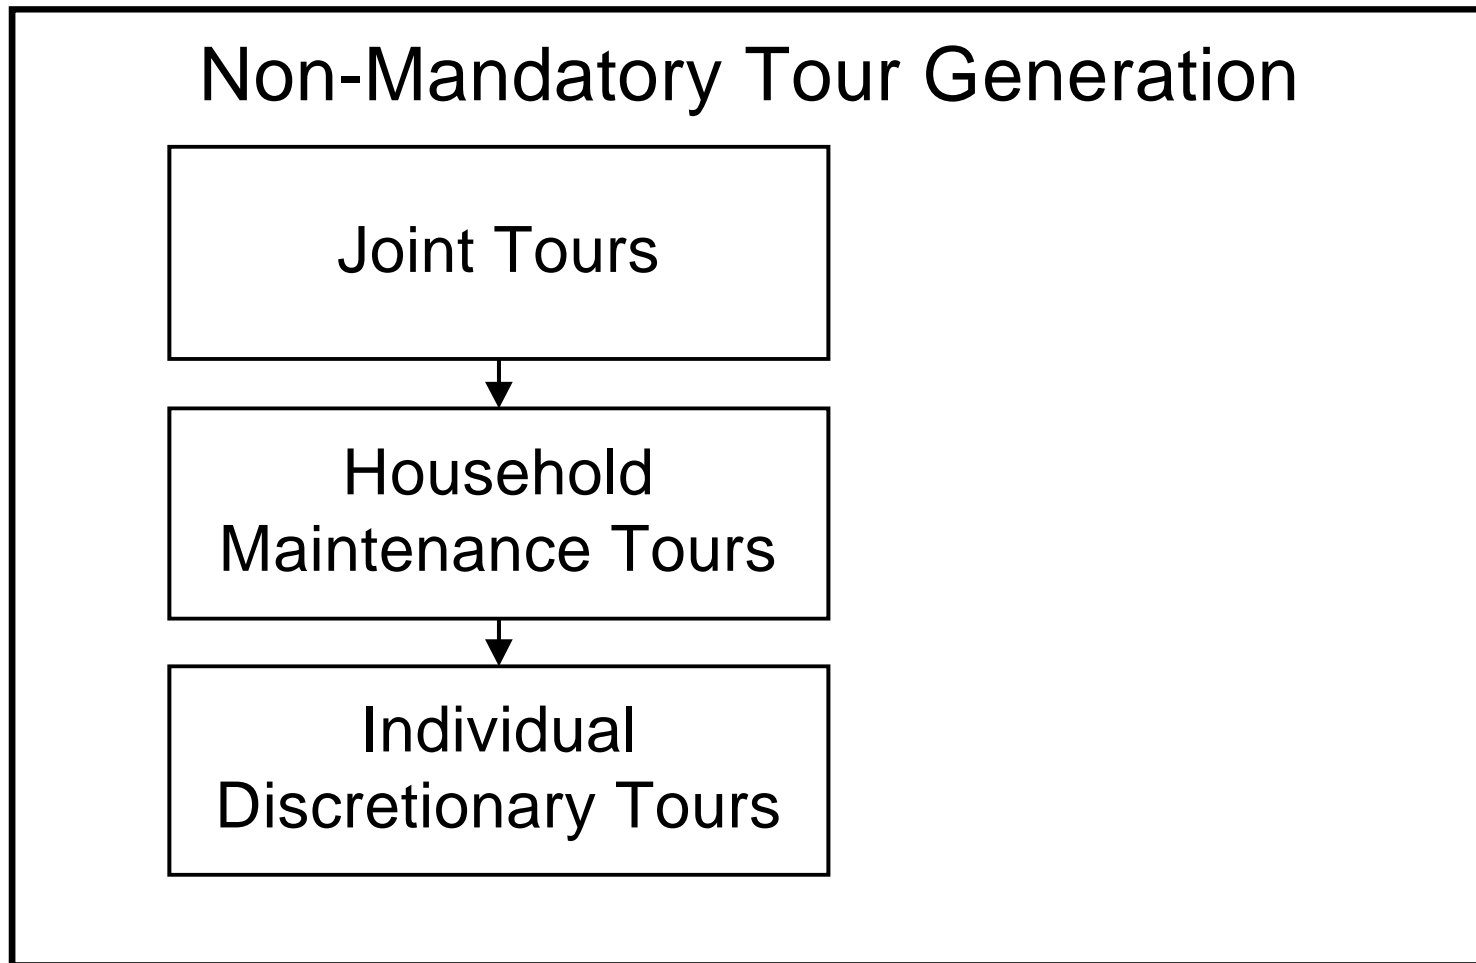 Non-Mandatory Tour Generation
Joint Tours
Household
Maintenance Tours
Individual
Discretionary Tours